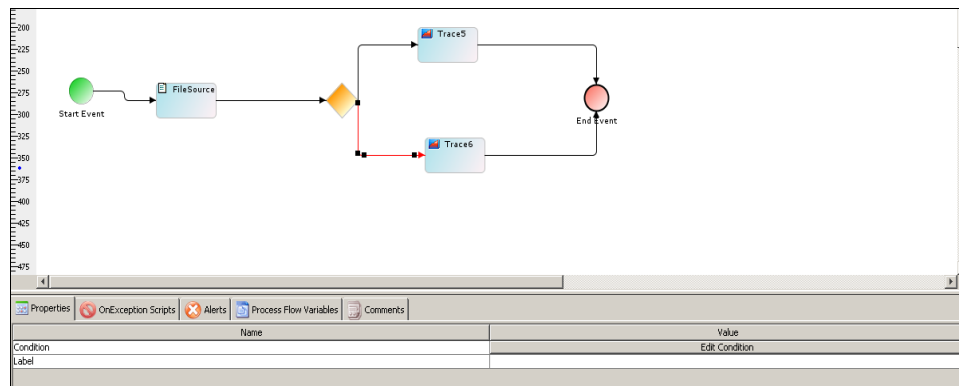 200
225
250
275
300
325
350
375
400
425
450
475
Trace5
FileSource
Start Event
End Event
Trace6
Properties
OnException Scripts
Alerts
Process Flow Variables
Comments
Name Value
Condition Edit Condition
Label